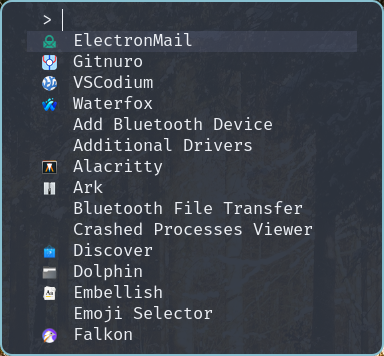 >
ElectronMail
Gitnuro
VSCodium
Waterfox
Add Bluetooth Device
Additional Drivers
Alacritty
Ark
Bluetooth File Transfer
Crashed Processes Viewer
Discover
Dolphin
Embellish
Emoji Selector
Falkon